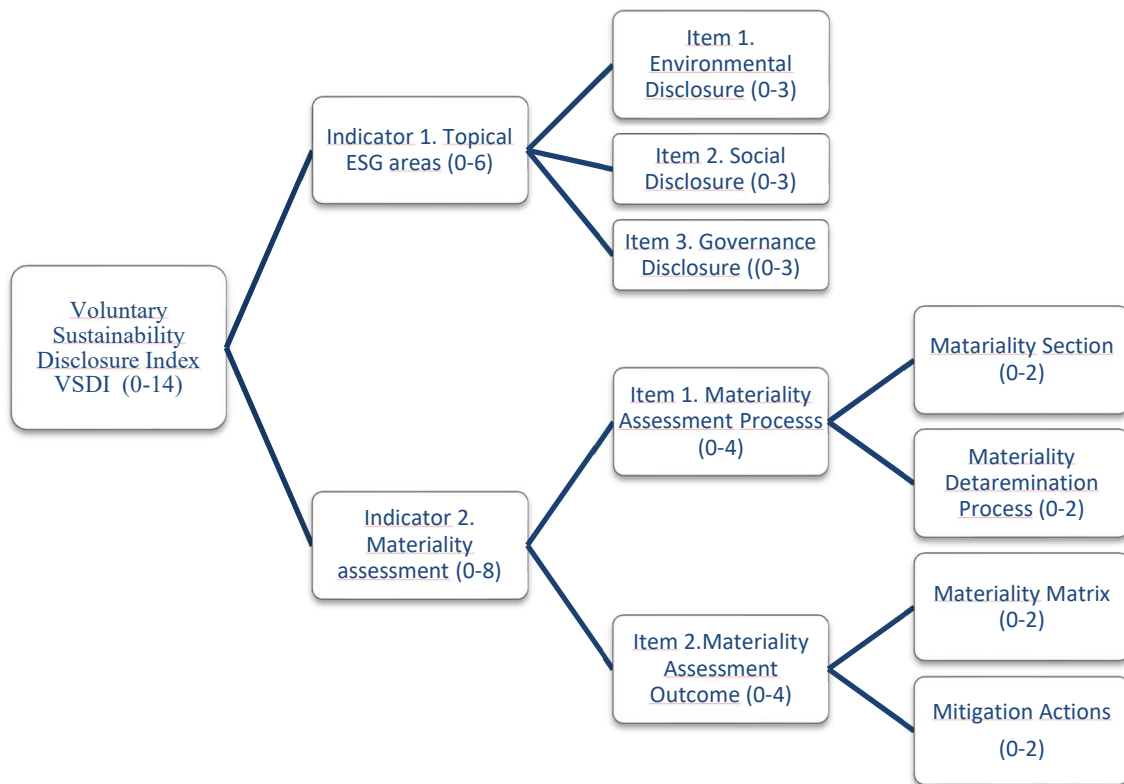 Voluntary
Sustainability
Disclosure Index
VSDI (0-14)
Indicator 1. Topical
ESG areas (0-6)
Item 1.
Environmental
Disclosure (0-3)
Item 2. Social
Disclosure (0-3)
Item 3. Governance
Disclosure ((0-3)
Indicator 2.
Materiality
assessment (0-8)
Item 1. Materiality
Assessment Processs
(0-4)
Matariality Section
(0-2)
Materiality
Detaremination
Process (0-2)
Item 2.Materiality
Assessment
Outcome (0-4)
Materiality Matrix
(0-2)
Mitigation Actions
(0-2)